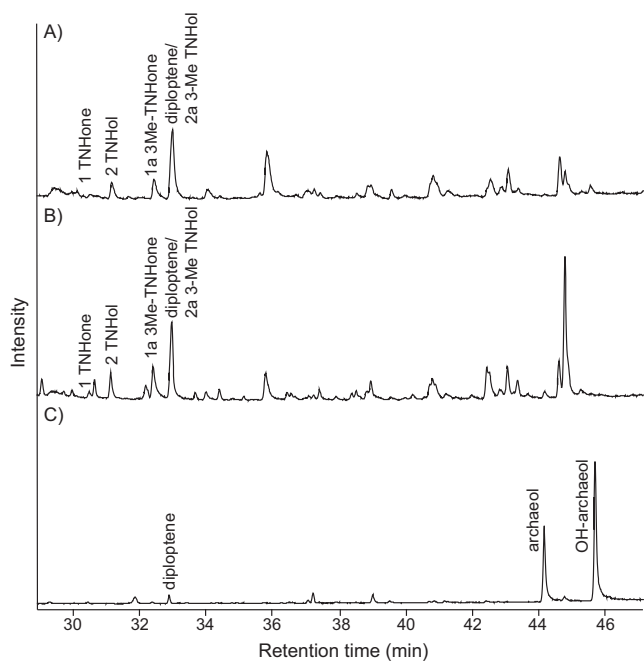 A)
1 TNHone
2 TNHol
1a 3Me-TNHone
diploptene/
2a 3-Me TNHol
B)
1 TNHone
2 TNHol
1a 3Me-TNHone
diploptene/
2a 3-Me TNHol
Intensity
C)
diploptene
archaeol
OH-archaeol
30 32 34 36 38 40 42 44 46
Retention time (min)